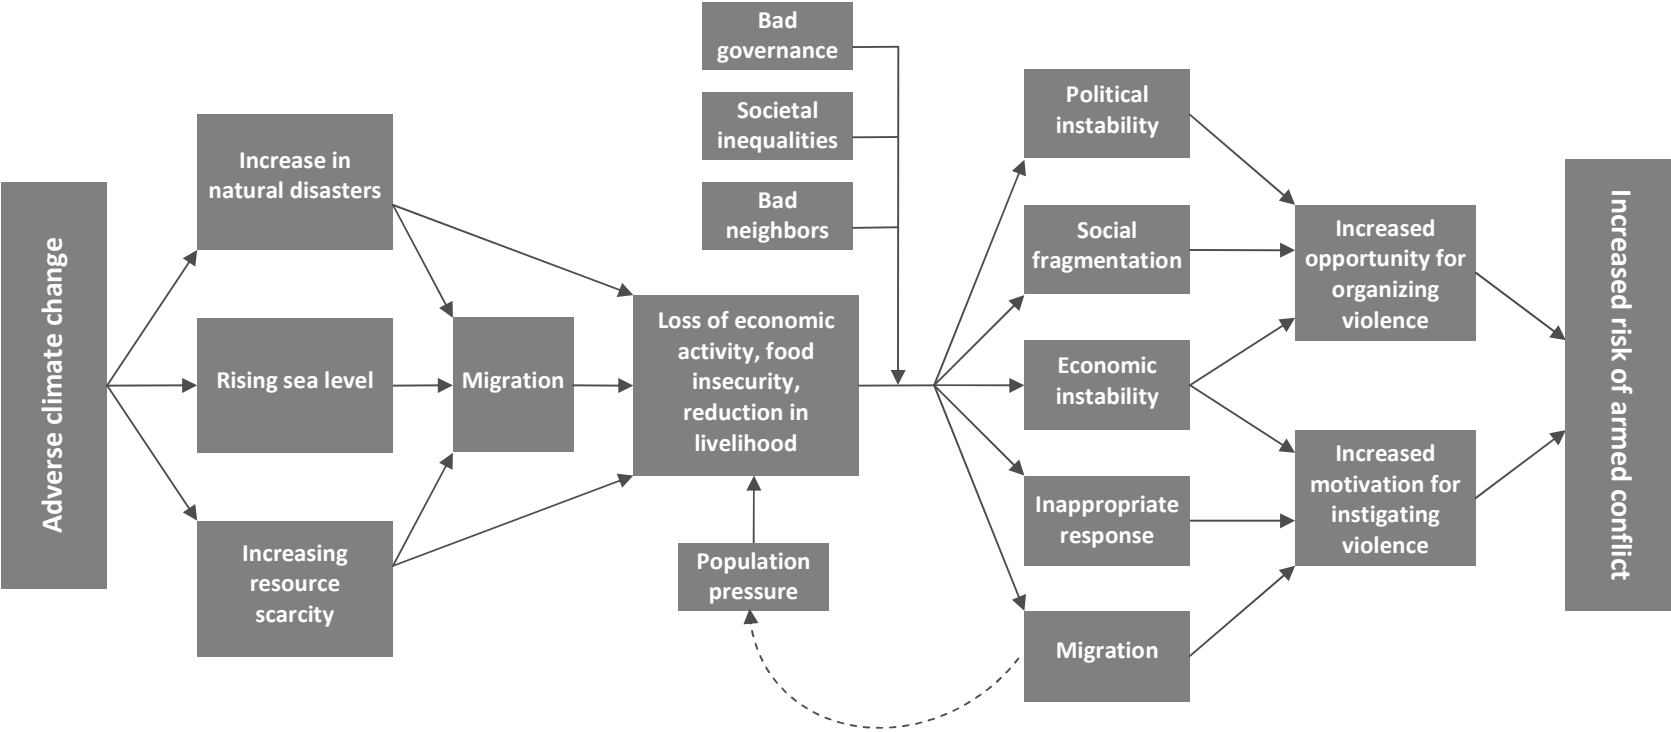 Adverse climate change
Increase in
natural disasters
Rising sea level
Increasing
resource
scarcity
Migration
Bad
governance
Societal
inequalities
Bad
neighbors
Loss of economic
activity, food
insecurity,
reduction in
livelihood
Population
pressure
Political
instability
Social
fragmentation
Economic
instability
Inappropriate
response
Migration
Increased
opportunity for
organizing
violence
Increased
motivation for
instigating
violence
Increased risk of armed conflict